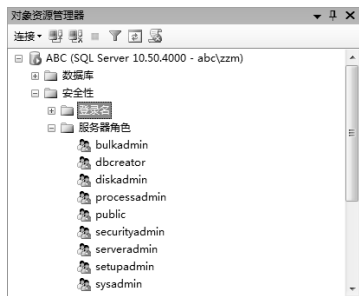 对象资源管理器
连接
ABC (SQL Server 10.50.4000 - abc\zzm)
数据库
安全性
登录名
服务器角色
bulkadmin
dbcreator
diskadmin
processadmin
public
securityadmin
serveradmin
setupadmin
sysadmin